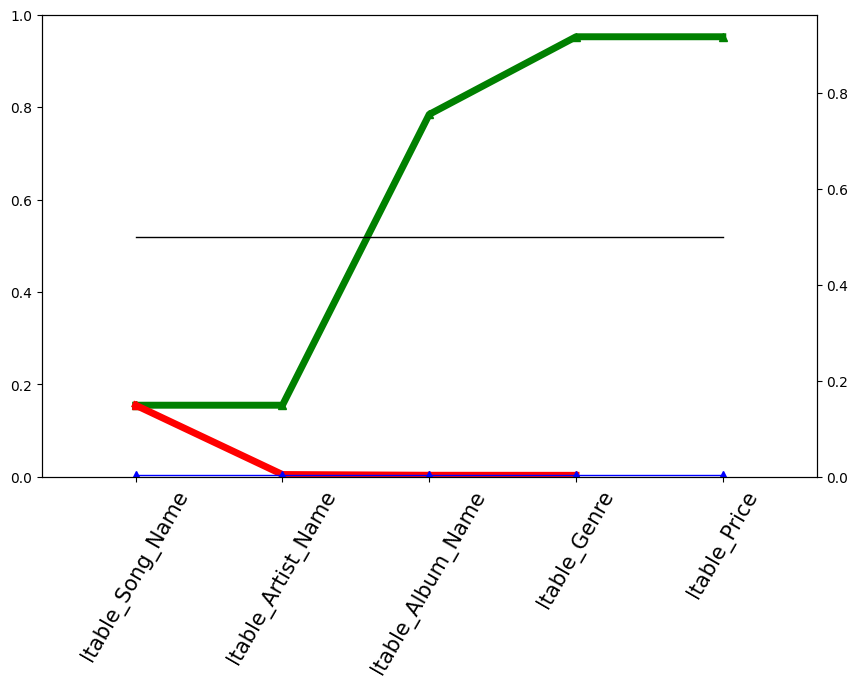 1.0
0.8
0.6
0.4
0.2
0.0
0.8
0.6
0.4
0.2
0.0
ltable_Song_Name
ltable_Artist_Name
ltable_Album_Name
ltable_Genre
ltable_Price